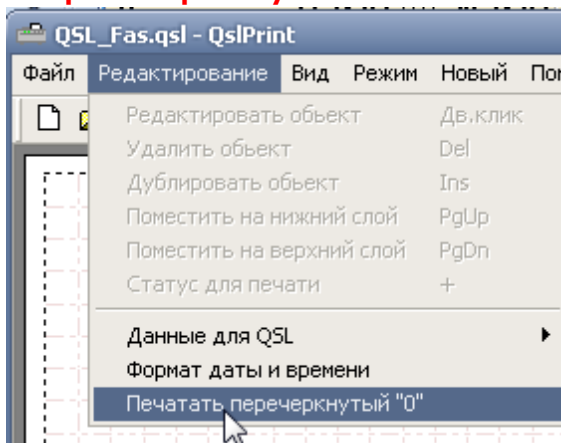 QSL_Fas.qsl - QslPrint
Файл Редактирование Вид Режим Новый
Редактировать обьект Дв.клик
Удалить обьект Del
Дублировать обьект Ins
Поместить на нижний слой PgUp
Поместить на верхний слой PgDn
Статус для печати +
Данные для QSL
Формат даты и времени
Печатать перечеркнутый "0"